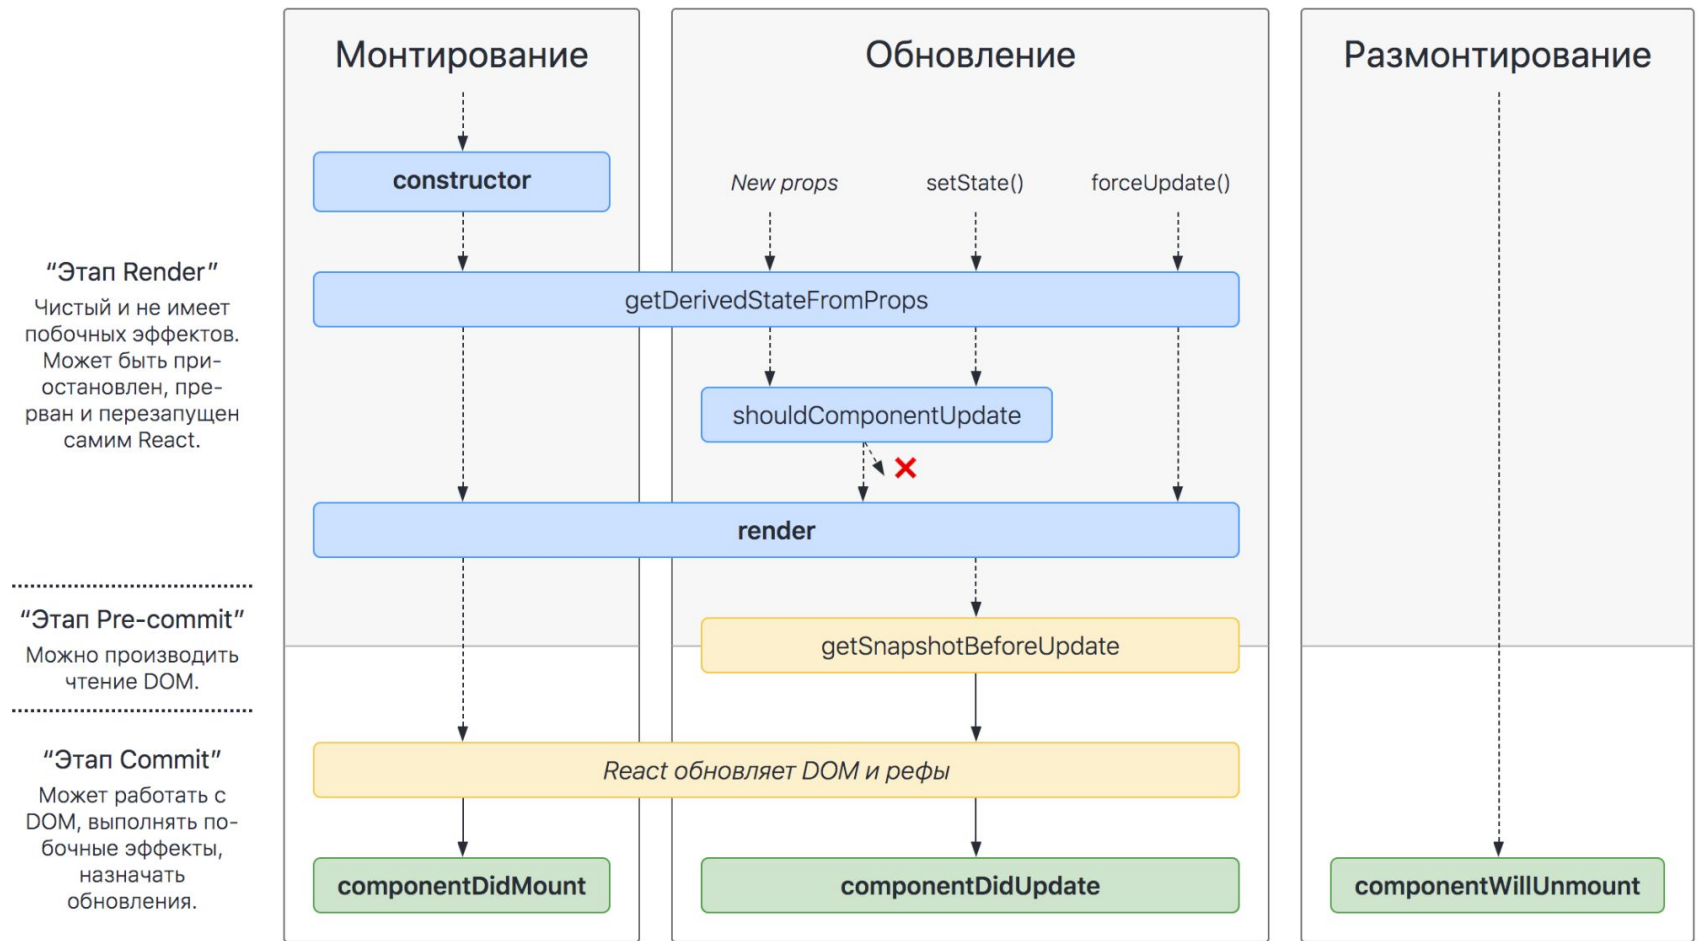 Монтирование
Обновление
Размонтирование
constructor
New props
setState()
forceUpdate()
“Этап Render”
Чистый и не имеет
побочных эффектов.
Может быть при-
остановлен, пре-
рван и перезапущен
самим React.
getDerivedStateFromProps
shouldComponentUpdate
render
“Этап Pre-commit”
Можно производить
чтение DOM.
getSnapshotBeforeUpdate
“Этап Commit”
Может работать с
DOM, выполнять по-
бочные эффекты,
назначать
обновления.
React обновляет DOM и рефы
componentDidMount
componentDidUpdate
componentWillUnmount